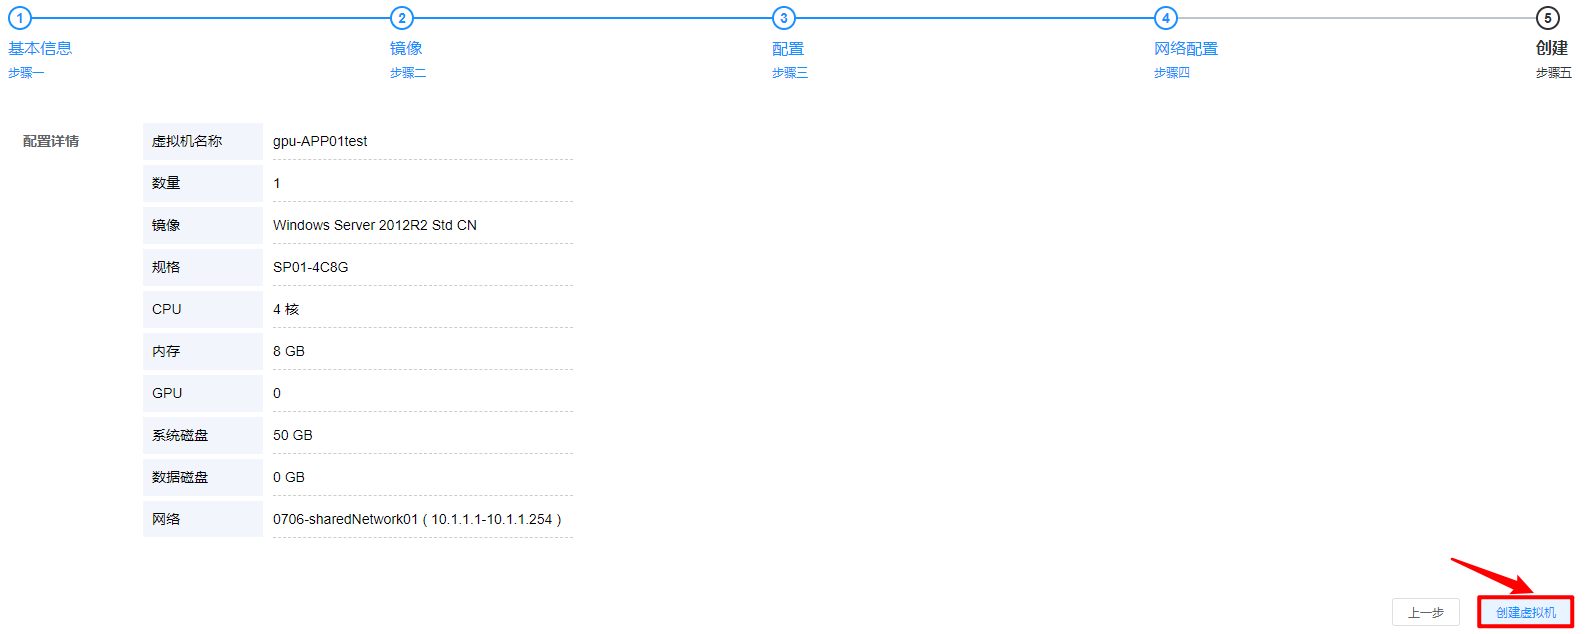 1 2 3 4 5
基本信息 镜像 配置 网络配置 创建
步骤一 步骤二 步骤三 步骤四 步骤五
配置详情
虚拟机名称 gpu-APP01test
数量 1
镜像 Windows Server 2012R2 Std CN
规格 SP01-4C8G
CPU 4 核
内存 8 GB
GPU 0
系统磁盘 50 GB
数据磁盘 0 GB
网络 0706-sharedNetwork01 ( 10.1.1.1-10.1.1.254 )
上一步 创建虚拟机